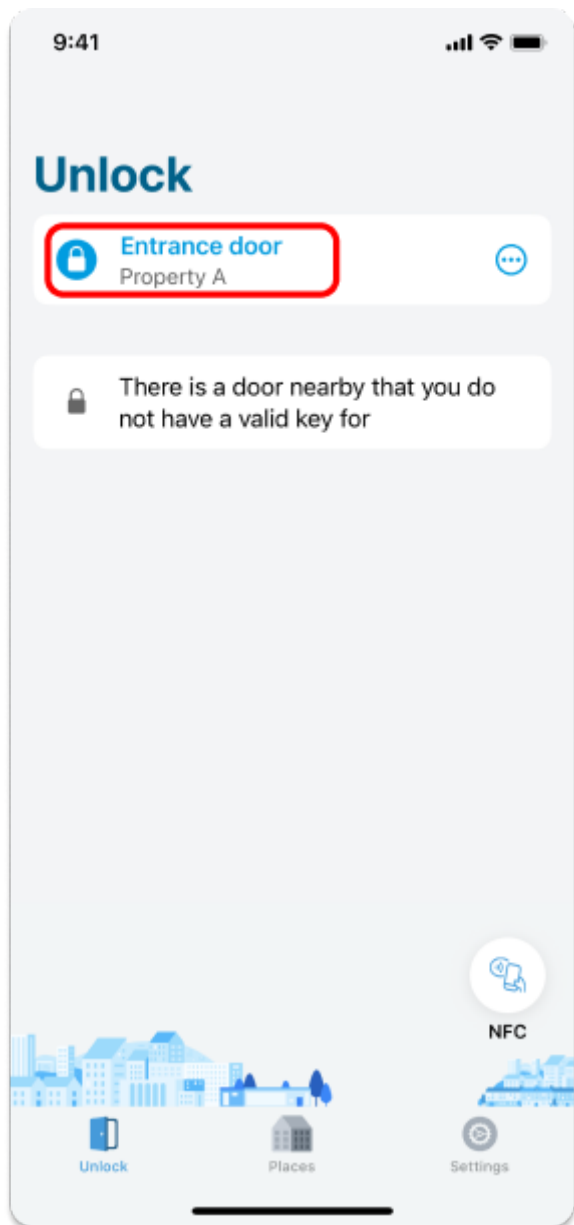 9:41
Unlock
Entrance door
Property A
There is a door nearby that you do
not have a valid key for
NFC
Unlock
Places
Settings